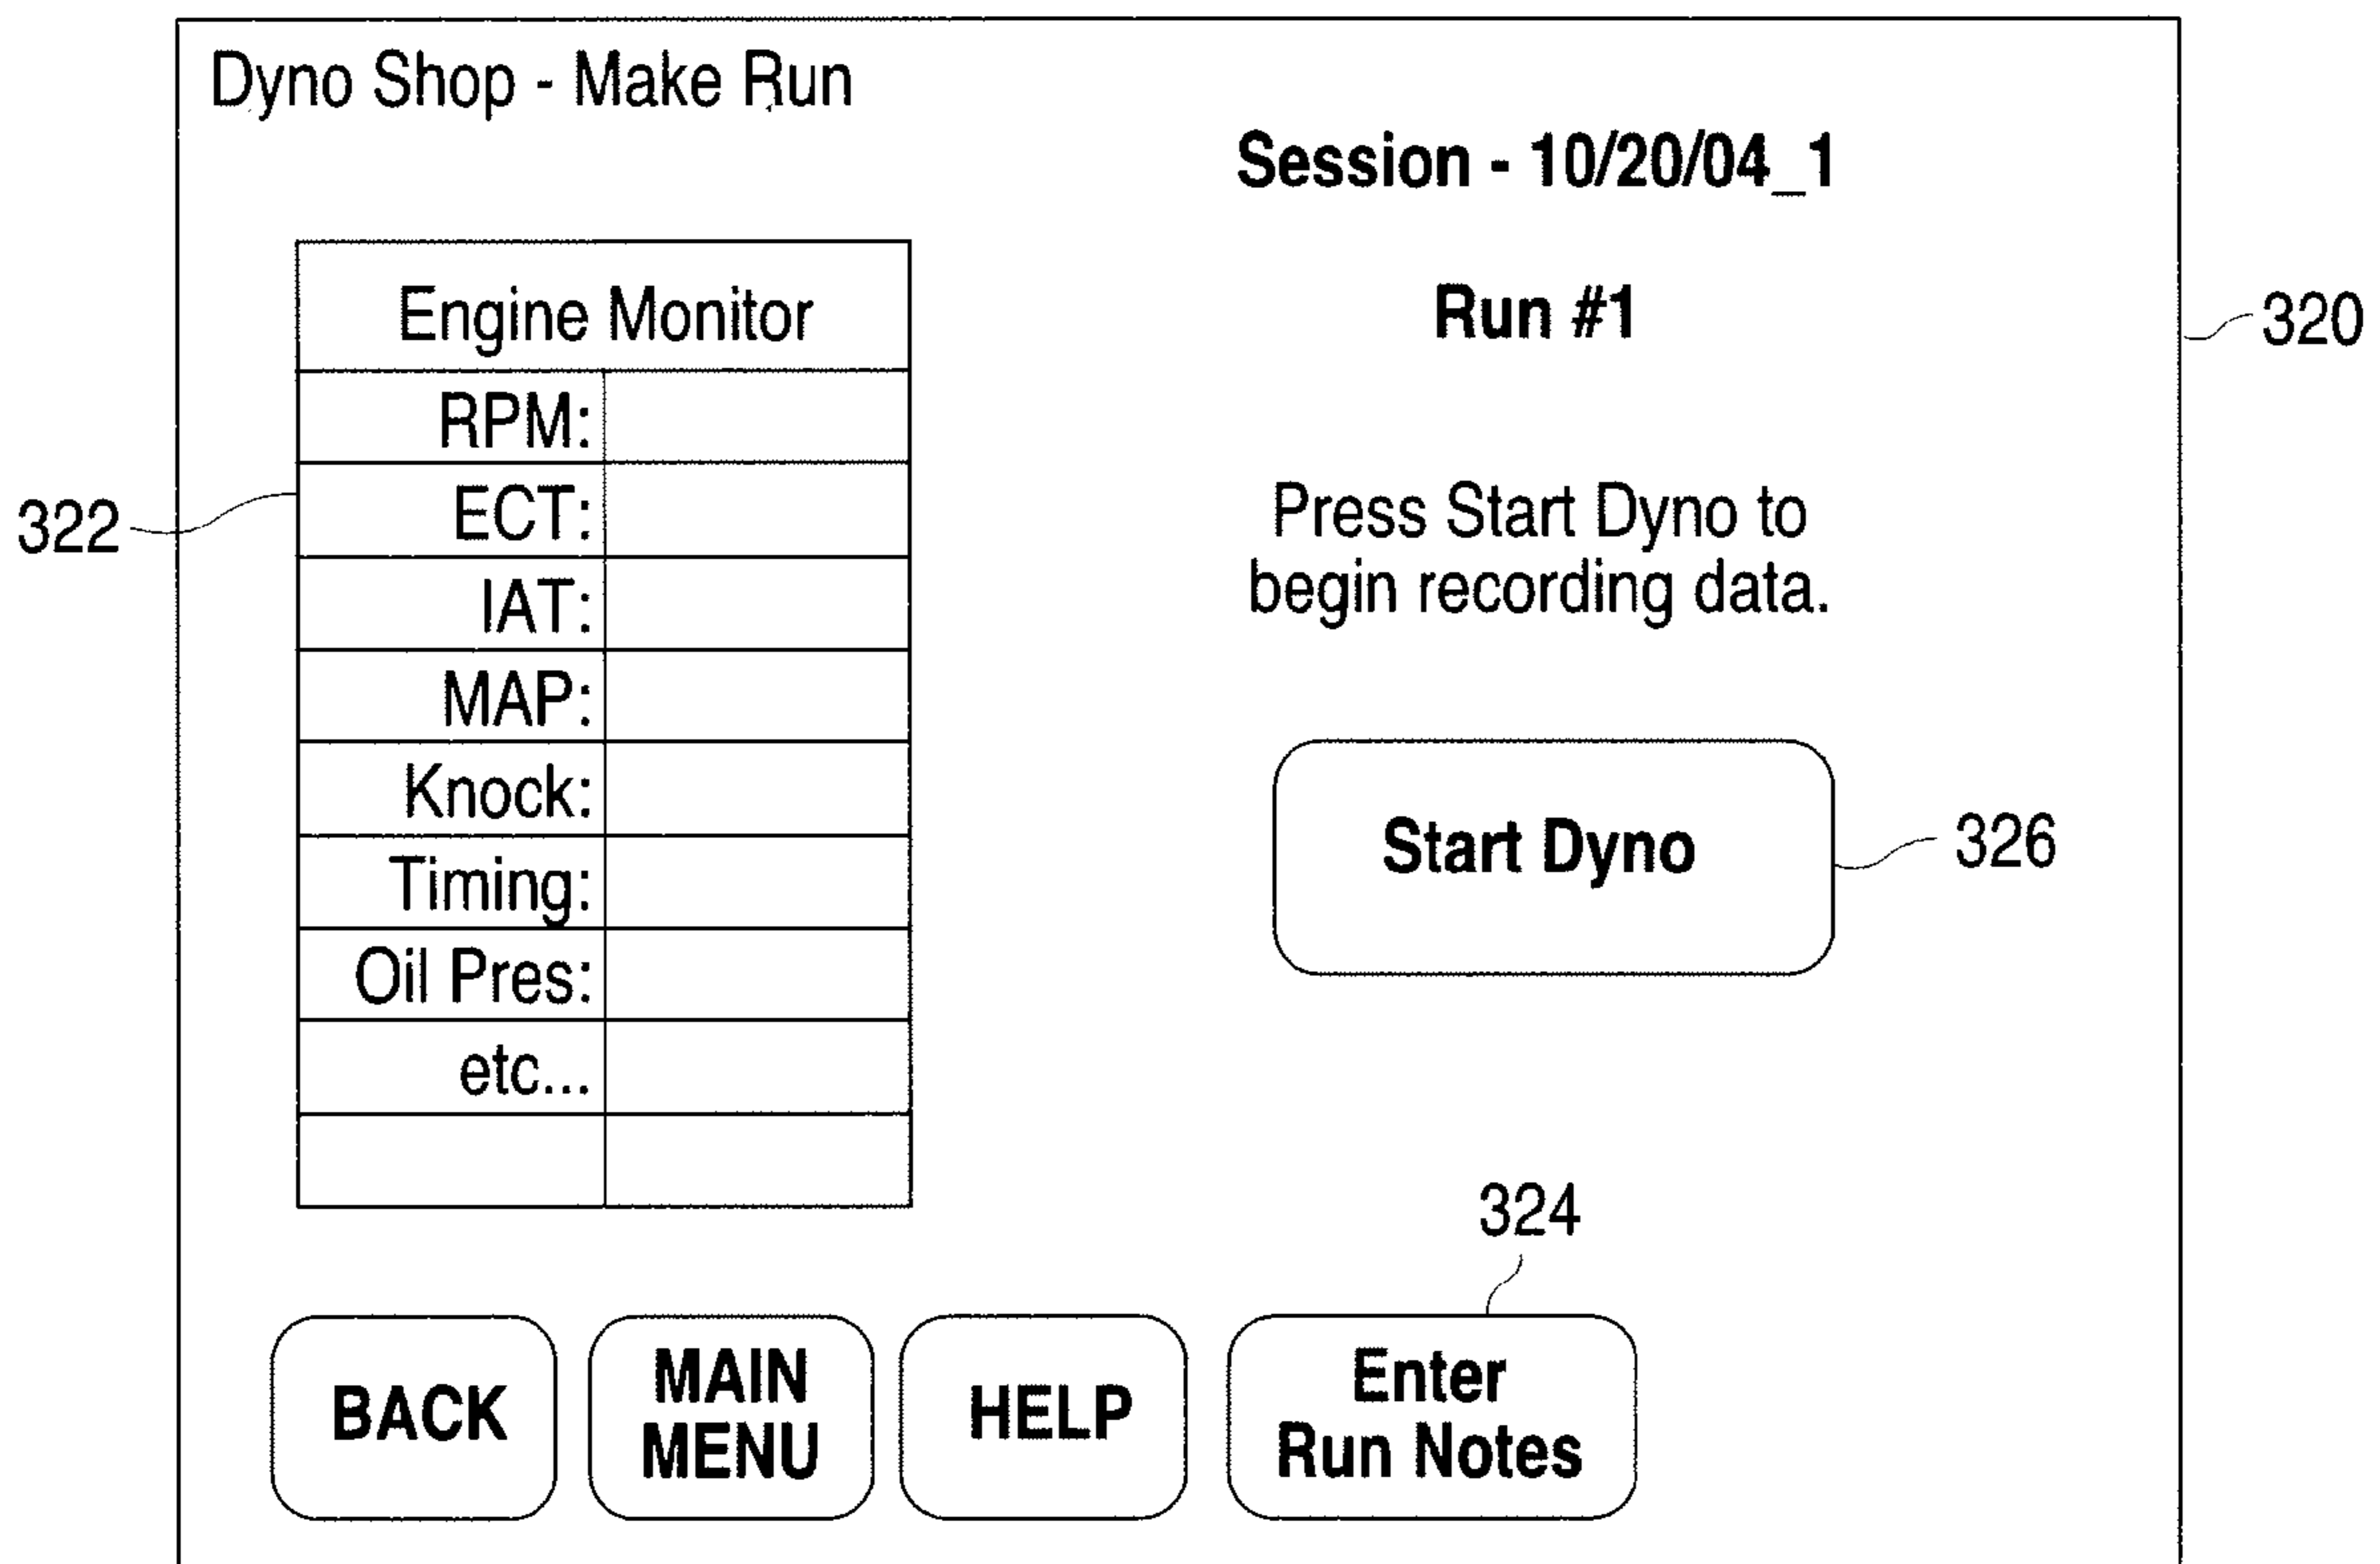 Dyno Shop - Make Run
Session - 10/20/04_1
Engine Monitor
RPM:
ECT:
IAT:
MAP:
Knock:
Timing:
Oil Pres:
etc...
322
Run #1
320
Press Start Dyno to
begin recording data.
Start Dyno
326
324
BACK
MAIN
MENU
HELP
Enter
Run Notes